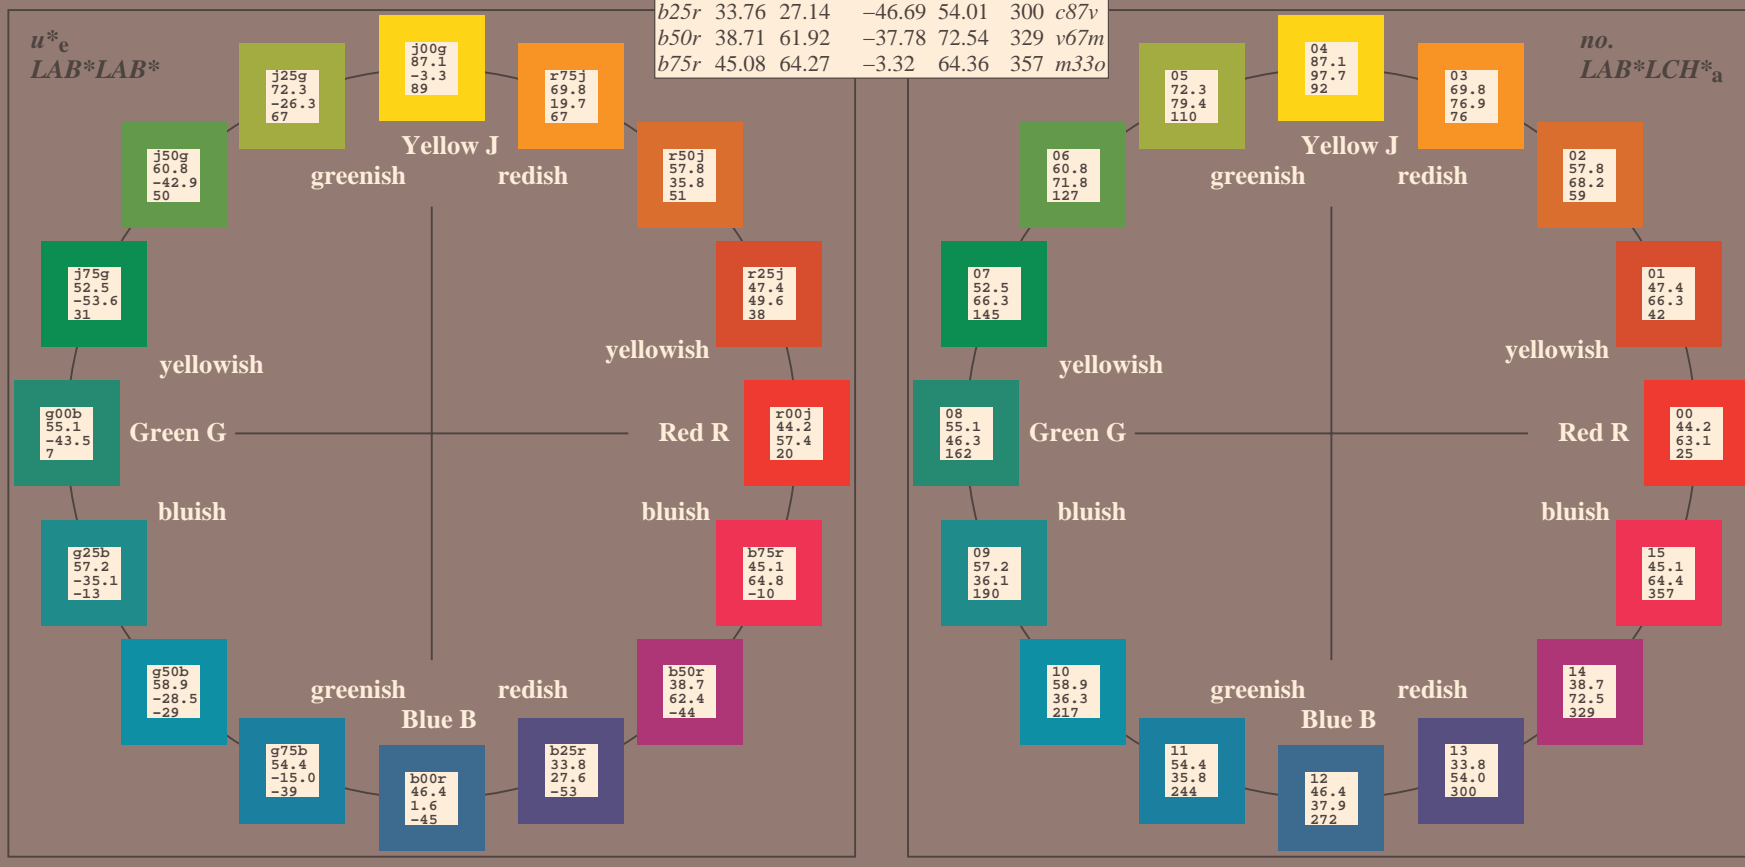 b25r 33.76 27.14 −46.69 54.01 300 c87v
b50r 38.71 61.92 −37.78 72.54 329 v67m
b75r 45.08 64.27 −3.32 64.36 357 m33o
u*e
LAB*LAB*
j00g
87.1
-3.3
89
j25g
72.3
-26.3
67
r75j
69.8
19.7
67
j50g
60.8
-42.9
50
r50j
57.8
35.8
51
Yellow J
greenish redish
j75g
52.5
-53.6
31
r25j
47.4
49.6
38
yellowish
yellowish
g00b
55.1
-43.5
7
Green G
Red R
r00j
44.2
57.4
20
bluish
bluish
g25b
57.2
-35.1
-13
b75r
45.1
64.8
-10
g50b
58.9
-28.5
-29
b50r
38.7
62.4
-44
greenish redish
Blue B
g75b
54.4
-15.0
-39
b00r
46.4
1.6
-45
b25r
33.8
27.6
-53
no.
LAB*LCH*a
04
87.1
97.7
92
05
72.3
79.4
110
03
69.8
76.9
76
06
60.8
71.8
127
02
57.8
68.2
59
Yellow J
greenish redish
07
52.5
66.3
145
01
47.4
66.3
42
yellowish
yellowish
08
55.1
46.3
162
Green G
Red R
00
44.2
63.1
25
bluish
bluish
09
57.2
36.1
190
15
45.1
64.4
357
10
58.9
36.3
217
14
38.7
72.5
329
greenish redish
Blue B
11
54.4
35.8
244
12
46.4
37.9
272
13
33.8
54.0
300